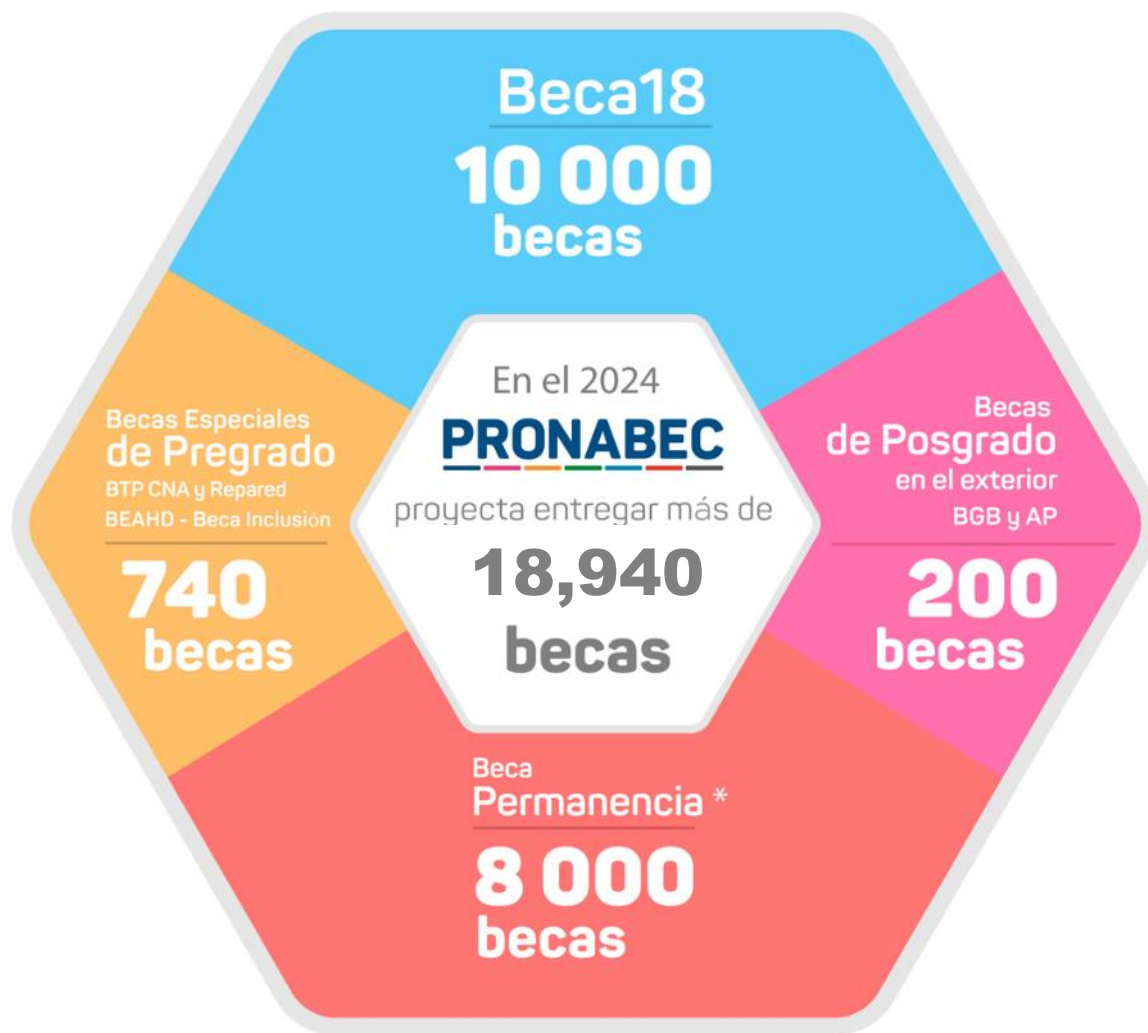 Beca18
10 000
becas
Becas Especiales
de Pregrado
BTP CNA y Repared
BEAHD - Beca Inclusión
740
becas
En el 2024
PRONABEC
proyecta entregar más de
18,940
becas
Becas
de Posgrado
en el exterior
BGB y AP
200
becas
Beca
Permanencia *
8 000
becas